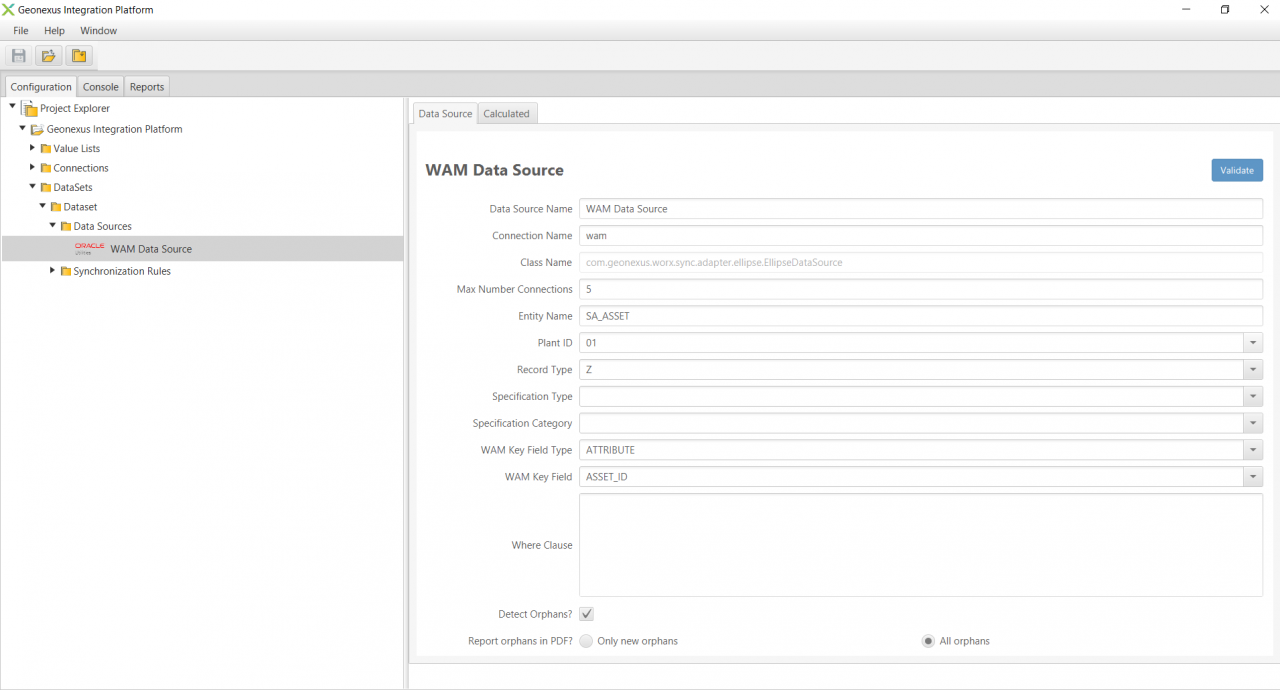 Geonexus Integration Platform
File Help Window
Configuration Console Reports
Project Explorer
Geonexus Integration Platform
Value Lists
Connections
DataSets
Dataset
Data Sources
ORACLE
WAM Data Source
Synchronization Rules
Data Source Calculated
WAM Data Source
Validate
Data Source Name WAM Data Source
Connection Name wam
Class Name com.geonexus.worx.sync.adapter.ellipse.EllipseDataSource
Max Number Connections 5
Entity Name SA_ASSET
Plant ID 01
Record Type Z
Specification Type
Specification Category
WAM Key Field Type ATTRIBUTE
WAM Key Field ASSET_ID
Where Clause
Detect Orphans?
Report orphans in PDF? Only new orphans All orphans